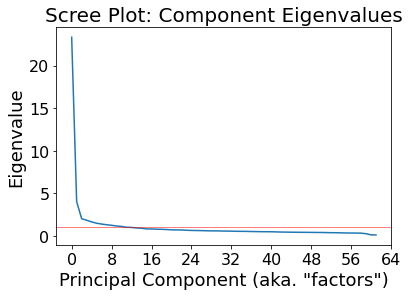 Scree Plot: Component Eigenvalues
Eigenvalue
20
15
10
5
0
0 8 16 24 32 40 48 56 64
Principal Component (aka. "factors")